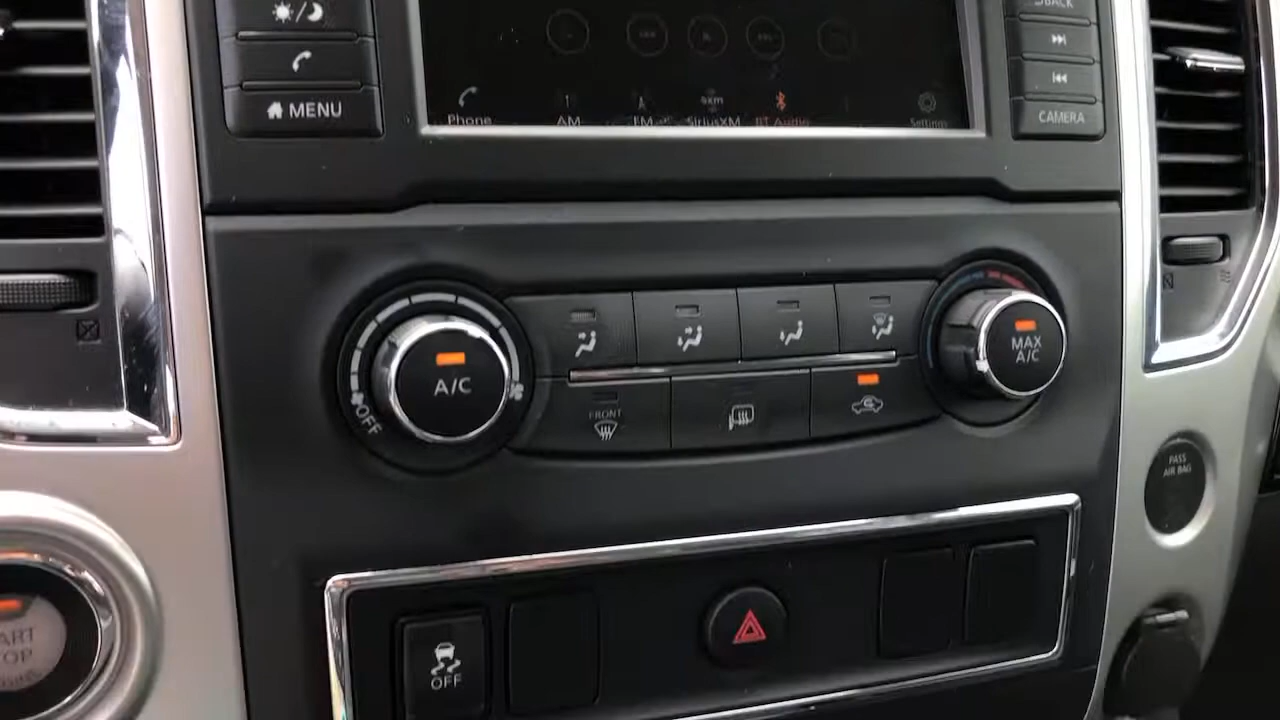 BACK
MENU
CAMERA
Phone
AM
FM
SiriusXM
BT Audio
Settings
A/C
OFF
FRONT
MAX
A/C
PASS
AIR BAG
OFF